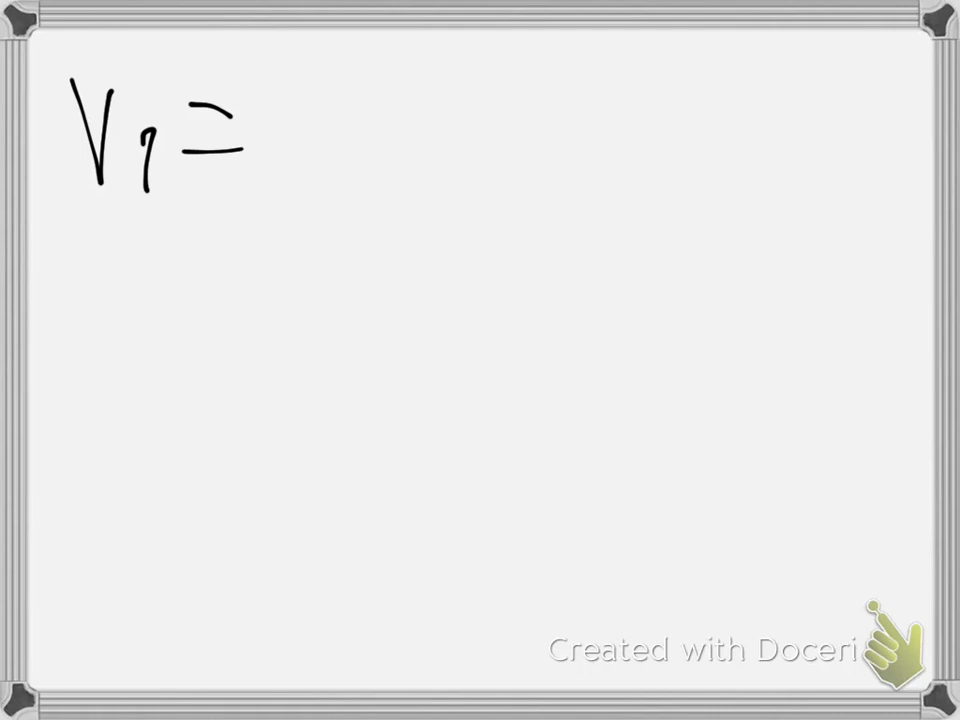 V₁ =
Created with Doceri